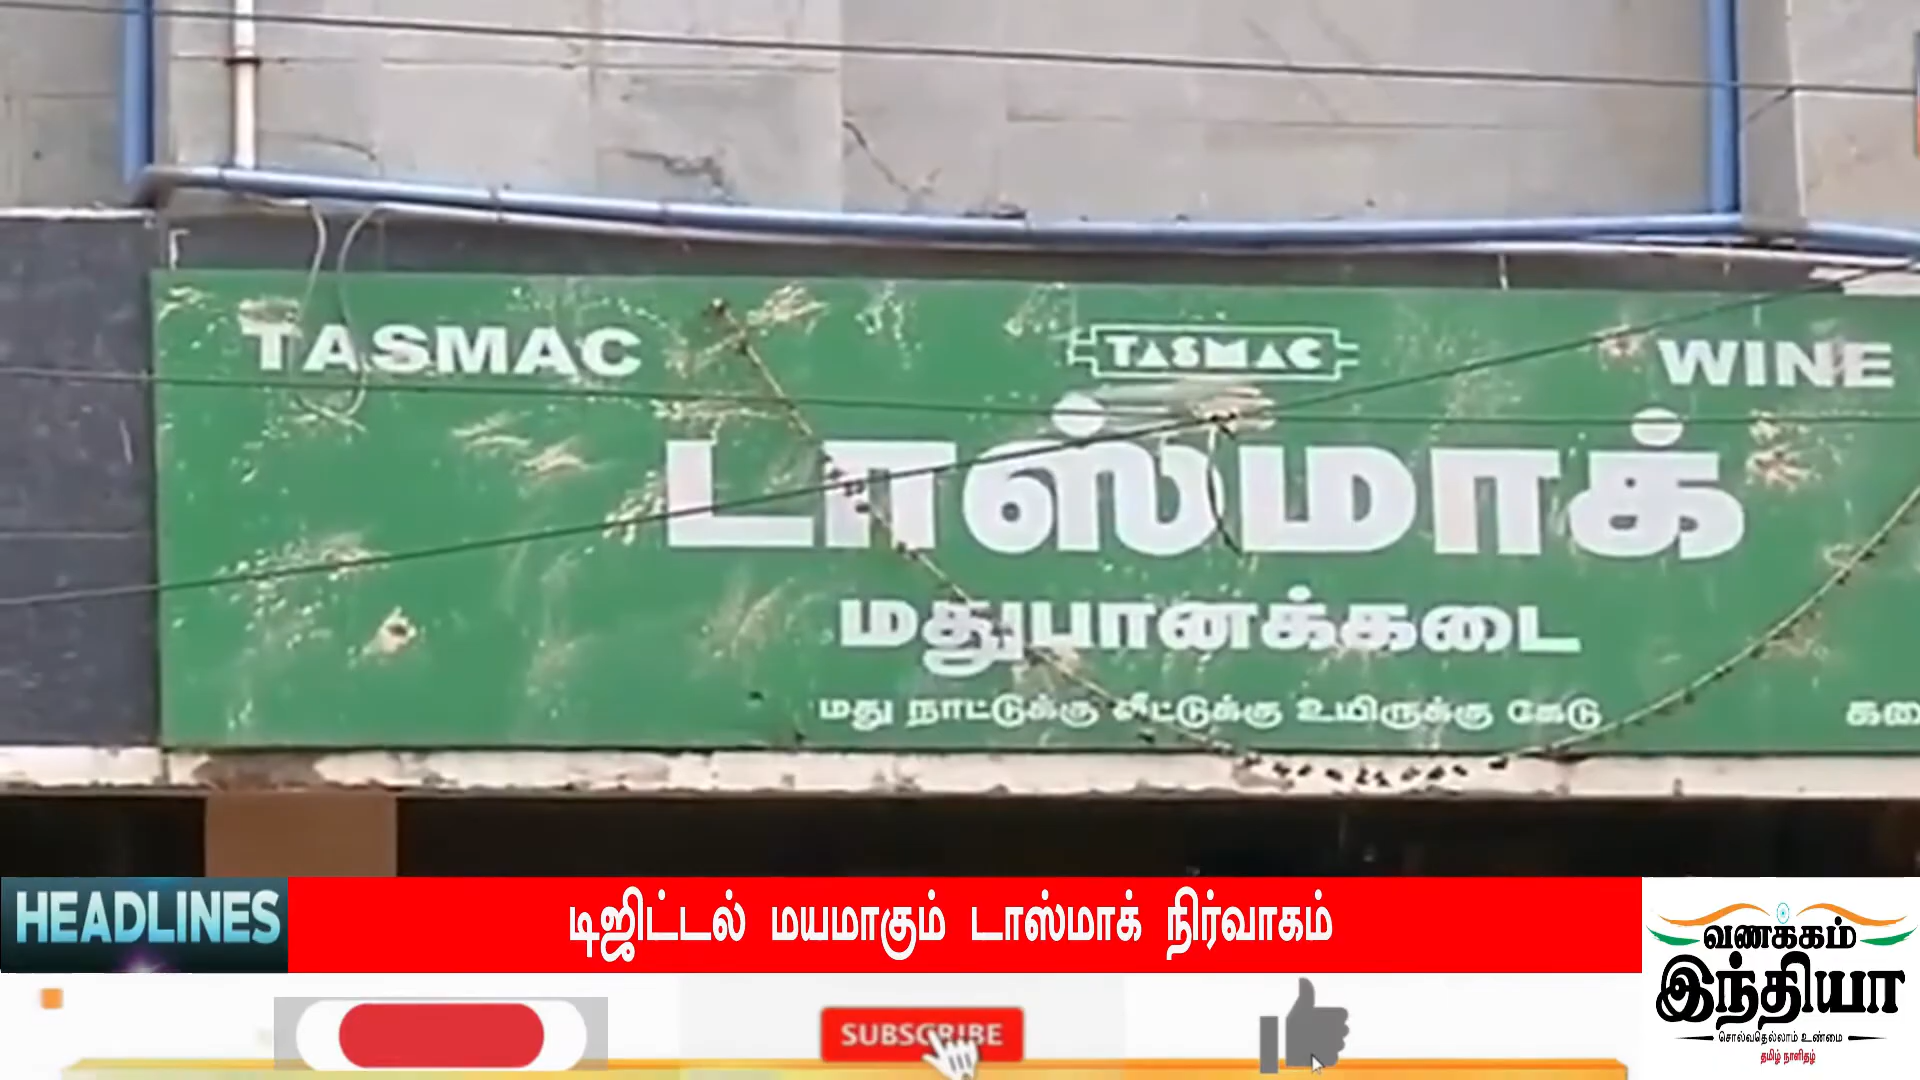 TASMAC
TASMAC
WINE
டாஸ்மாக்
மதுபானக்கடை
மது நாட்டுக்கு வீட்டுக்கு உயிருக்கு கேடு
HEADLINES
டிஜிட்டல் மயமாகும் டாஸ்மாக் நிர்வாகம்
வணக்கம்
இந்தியா
சொல்வதெல்லாம் உண்மை
தமிழ் நாளிதழ்
SUBSCRIBE